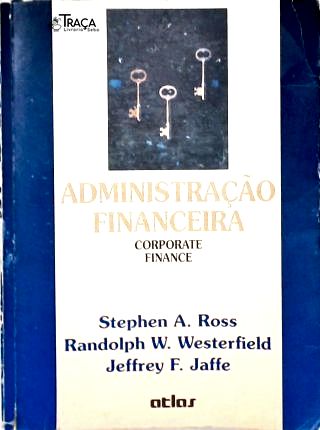 TRAÇA
Livraria e Sebo
ADMINISTRAÇÃO
FINANCEIRA
CORPORATE
FINANCE
Stephen A. Ross
Randolph W. Westerfield
Jeffrey F. Jaffe
atlas